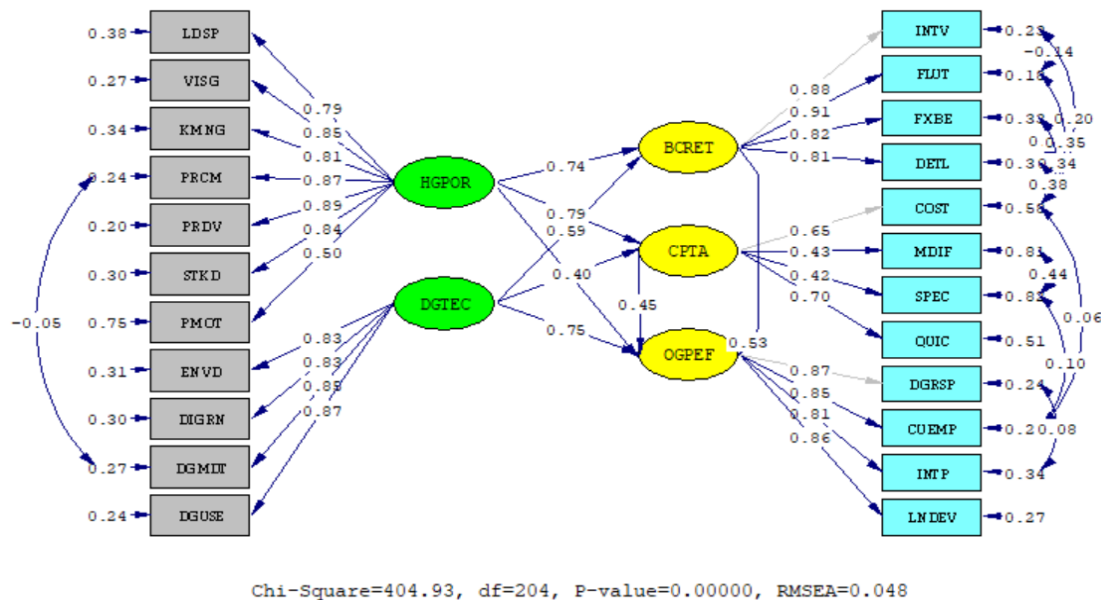 0.38 LDSP
0.27 VISG
0.34 KMNG
0.24 PRCM
0.20 PRDV
0.30 STKD
0.75 PMOT
0.31 ENVD
0.30 DIGRN
0.27 DGMDT
0.24 DGUSE
-0.05
0.79
0.85
0.81
0.87
0.89
0.84
0.50
0.83
0.83
0.87
HGPOR
DGTEC
0.74
0.79
0.59
0.40
0.75
0.45
0.53
BCRET
CPTA
OGPEF
0.88
0.91
0.82
0.81
0.65
0.43
0.42
0.70
0.87
0.85
0.81
0.86
INTV
FLUT
FXBE
DETL
COST
MDIF
SPEC
QUIC 0.51
DGRSP 0.24
CUEMP
INTP 0.34
LNDEV 0.27
-0.14
0.20
0.35
0.34
0.38
0.44
0.06
0.10
0.08
Chi-Square=404.93, df=204, P-value=0.00000, RMSEA=0.048